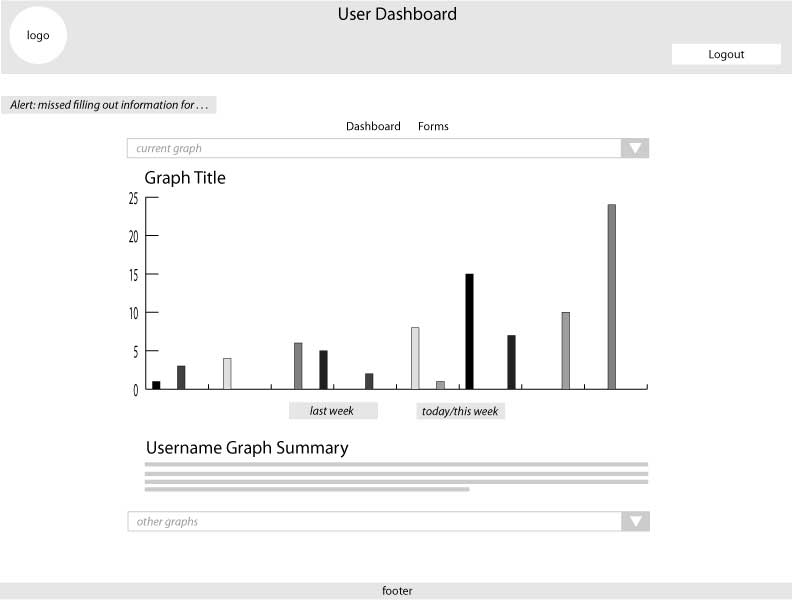 User Dashboard
logo
Logout
Alert: missed filling out information for . . .
Dashboard Forms
current graph
Graph Title
25
20
15
10
5
0
last week
today/this week
Username Graph Summary
other graphs
footer